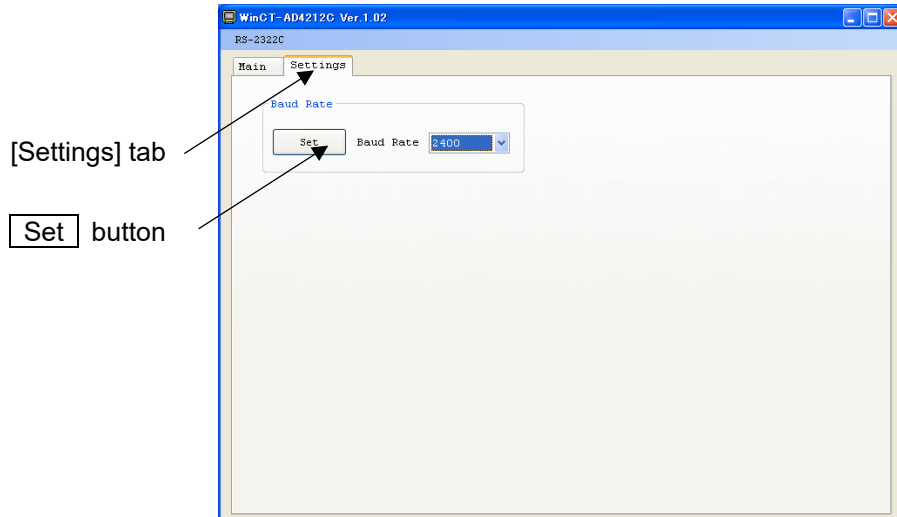 WinCT-AD4212C Ver.1.02
RS-2322C
Main Settings
Baud Rate
Set Baud Rate 2400
[Settings] tab
Set button